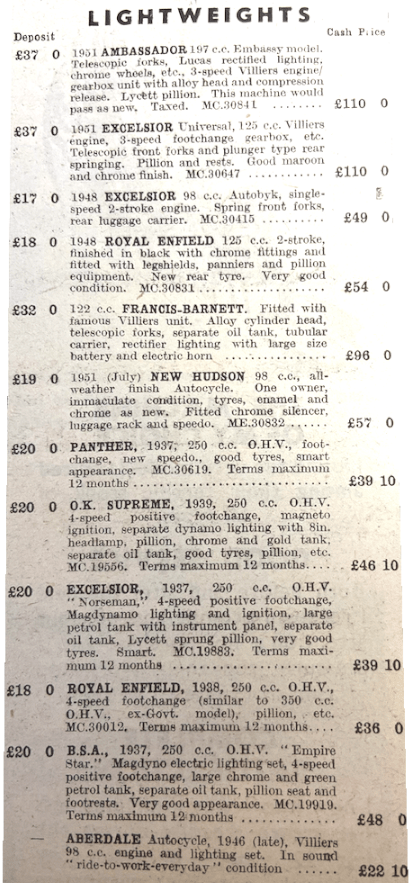 LIGHTWEIGHTS
Deposit Cash Price
£37 0 1951 AMBASSADOR 197 c.c. Embassy model.
Telescopic forks, Lucas rectified lighting,
chrome wheels, etc., 3-speed Villiers engine/
gearbox unit with alloy head and compression
release. Lycett pillion. This machine would
pass as new. Taxed. MC.30841 ........ £110 0
£37 0 1951 EXCELSIOR Universal, 125 c.c. Villiers
engine, 3-speed footchange gearbox, etc.
Telescopic front forks and plunger type rear
springing. Pillion and rests. Good maroon
and chrome finish. MC.30647 ............ £110 0
£17 0 1948 EXCELSIOR 98 c.c. Autobyk, single-
speed 2-stroke engine. Spring front forks,
rear luggage carrier. MC.30415 .......... £49 0
£18 0 1948 ROYAL ENFIELD 125 c.c. 2-stroke,
finished in black with chrome fittings and
fitted with legshields, panniers and pillion
equipment. New rear tyre. Very good
condition. MC.30831 ..................... £54 0
£32 0 122 c.c. FRANCIS-BARNETT. Fitted with
famous Villiers unit. Alloy cylinder head,
telescopic forks, separate oil tank, tubular
carrier, rectifier lighting with large size
battery and electric horn .............. £96 0
£19 0 1951 (July) NEW HUDSON 98 c.c., all-
weather finish Autocycle. One owner,
immaculate condition, tyres, enamel and
chrome as new. Fitted chrome silencer,
luggage rack and speedo. ME.30832 ...... £57 0
£20 0 PANTHER, 1937, 250 c.c. O.H.V., foot-
change, new speedo., good tyres, smart
appearance. MC.30619. Terms maximum
12 months .............................. £39 10
£20 0 O.K. SUPREME, 1939, 250 c.c. O.H.V.
4-speed positive footchange, magneto
ignition, separate dynamo lighting with 8in.
headlamp, pillion, chrome and gold tank,
separate oil tank, good tyres, pillion, etc.
MC.19556. Terms maximum 12 months.... £46 10
£20 0 EXCELSIOR, 1937, 250 c.c. O.H.V.
"Norseman," 4-speed positive footchange,
Magdynamo lighting and ignition, large
petrol tank with instrument panel, separate
oil tank, Lycett sprung pillion, very good
tyres. Smart. MC.19883. Terms maxi-
mum 12 months ........................ £39 10
£18 0 ROYAL ENFIELD, 1938, 250 c.c. O.H.V.,
4-speed footchange (similar to 350 c.c.
O.H.V., ex-Govt. model), pillion, etc.
MC.30012. Terms maximum 12 months.... £36 0
£20 0 B.S.A., 1937, 250 c.c. O.H.V. "Empire
Star." Magdyno electric lighting set, 4-speed
positive footchange, large chrome and green
petrol tank, separate oil tank, pillion seat and
footrests. Very good appearance. MC.19919.
Terms maximum 12 months .............. £48 0
— ABERDALE Autocycle, 1946 (late), Villiers
98 c.c. engine and lighting set. In sound
"ride-to-work-everyday" condition ...... £22 10